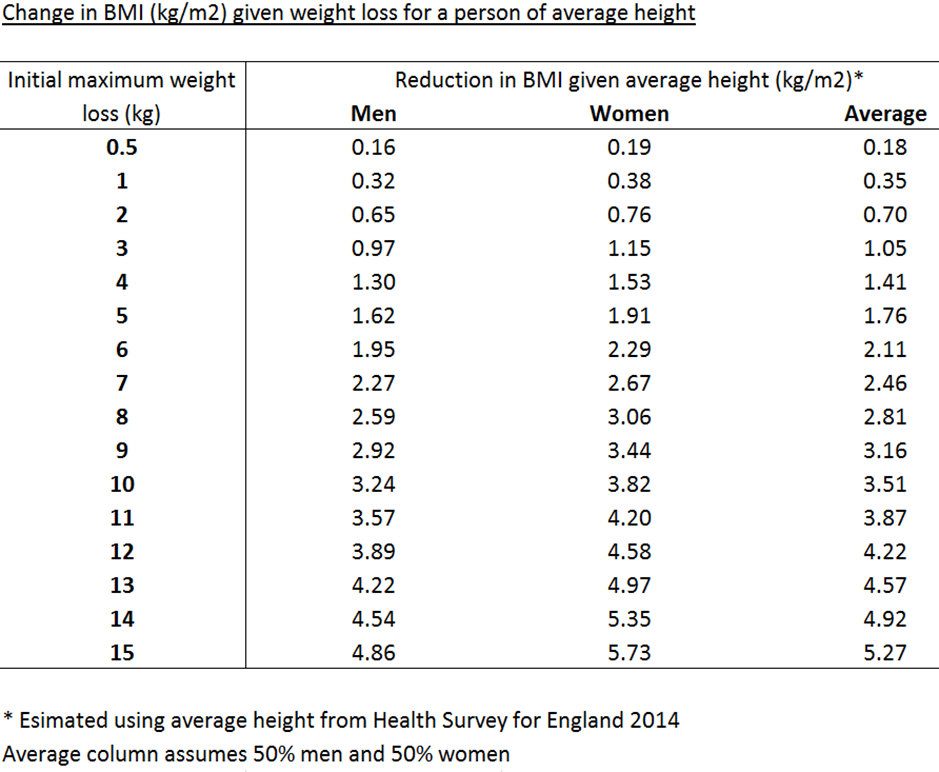 Change in BMI (kg/m2) given weight loss for a person of average height
Initial maximum weight Reduction in BMI given average height (kg/m2)*
loss (kg) Men Women Average
0.5 0.16 0.19 0.18
1 0.32 0.38 0.35
2 0.65 0.76 0.70
3 0.97 1.15 1.05
4 1.30 1.53 1.41
5 1.62 1.91 1.76
6 1.95 2.29 2.11
7 2.27 2.67 2.46
8 2.59 3.06 2.81
9 2.92 3.44 3.16
10 3.24 3.82 3.51
11 3.57 4.20 3.87
12 3.89 4.58 4.22
13 4.22 4.97 4.57
14 4.54 5.35 4.92
15 4.86 5.73 5.27
* Esimated using average height from Health Survey for England 2014
Average column assumes 50% men and 50% women